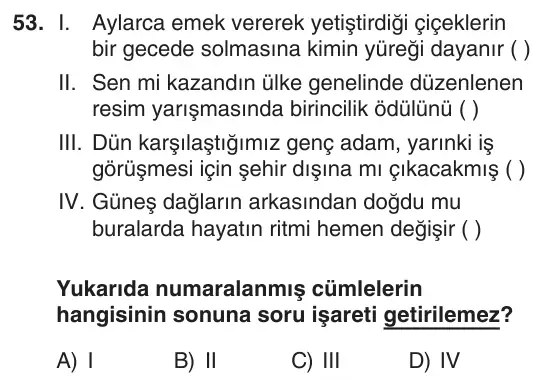 53. I. Aylarca emek vererek yetiştirdiği çiçeklerin
bir gecede solmasına kimin yüreği dayanır ( )
II. Sen mi kazandın ülke genelinde düzenlenen
resim yarışmasında birincilik ödülünü ( )
III. Dün karşılaştığımız genç adam, yarınki iş
görüşmesi için şehir dışına mı çıkacakmış ( )
IV. Güneş dağların arkasından doğdu mu
buralarda hayatın ritmi hemen değişir ( )
Yukarıda numaralanmış cümlelerin
hangisinin sonuna soru işareti getirilemez?
A) I B) II C) III D) IV